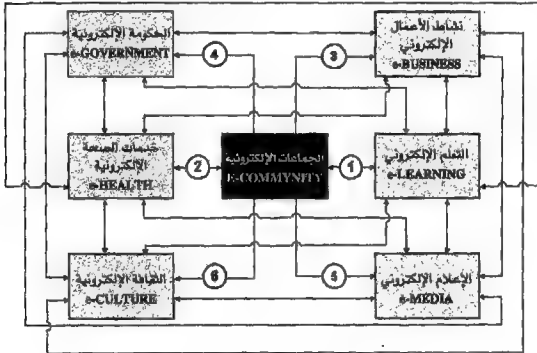 الحكومة الإلكترونية
e-GOVERNMENT
4
3
نشاط الأعمال
الإلكتروني
e-BUSINESS
خدمات الصحة
الإلكترونية
e-HEALTH
2
الجماعات الإلكترونية
E-COMMYNITY
1
التعلم الإلكتروني
e-LEARNING
الثقافة الإلكترونية
e-CULTURE
6
5
الإعلام الإلكتروني
e-MEDIA